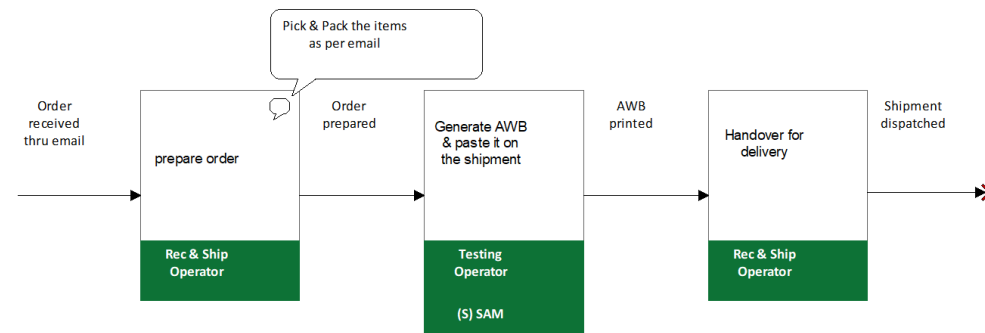 Pick & Pack the items
as per email
Order
received
thru email
prepare order
Rec & Ship
Operator
Order
prepared
Generate AWB
& paste it on
the shipment
Testing
Operator
(S) SAM
AWB
printed
Handover for
delivery
Rec & Ship
Operator
Shipment
dispatched